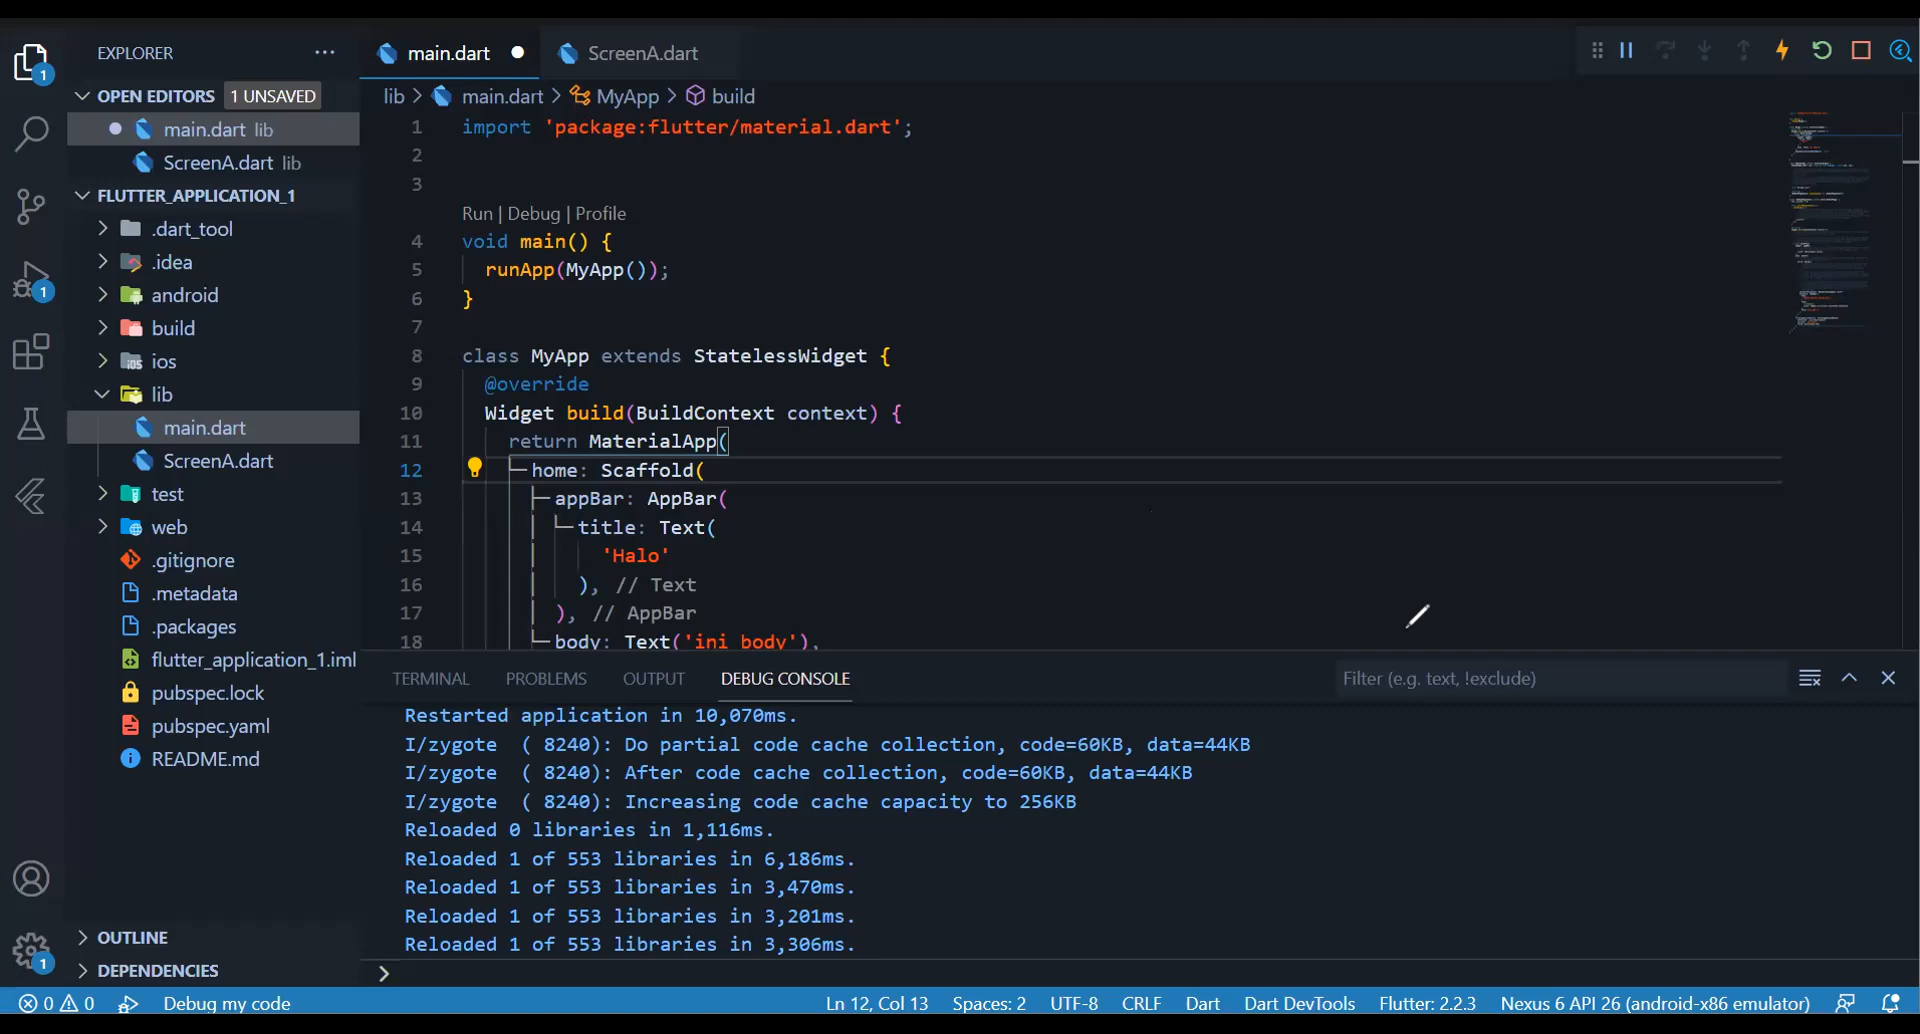 EXPLORER
OPEN EDITORS 1 UNSAVED
main.dart lib
ScreenA.dart lib
FLUTTER_APPLICATION_1
.dart_tool
.idea
android
build
ios
lib
main.dart
ScreenA.dart
test
web
.gitignore
.metadata
.packages
flutter_application_1.iml
pubspec.lock
pubspec.yaml
README.md
OUTLINE
DEPENDENCIES
main.dart
ScreenA.dart
lib > main.dart > MyApp > build
1 import 'package:flutter/material.dart';
2
3
Run | Debug | Profile
4 void main() {
5 runApp(MyApp());
6 }
7
8 class MyApp extends StatelessWidget {
9 @override
10 Widget build(BuildContext context) {
11 return MaterialApp(
12 home: Scaffold(
13 appBar: AppBar(
14 title: Text(
15 'Halo'
16 ), // Text
17 ), // AppBar
18 body: Text('ini body'),
TERMINAL PROBLEMS OUTPUT DEBUG CONSOLE
Filter (e.g. text, !exclude)
Restarted application in 10,070ms.
I/zygote ( 8240): Do partial code cache collection, code=60KB, data=44KB
I/zygote ( 8240): After code cache collection, code=60KB, data=44KB
I/zygote ( 8240): Increasing code cache capacity to 256KB
Reloaded 0 libraries in 1,116ms.
Reloaded 1 of 553 libraries in 6,186ms.
Reloaded 1 of 553 libraries in 3,470ms.
Reloaded 1 of 553 libraries in 3,201ms.
Reloaded 1 of 553 libraries in 3,306ms.
>
1
1
1
0 0 Debug my code Ln 12, Col 13 Spaces: 2 UTF-8 CRLF Dart Dart DevTools Flutter: 2.2.3 Nexus 6 API 26 (android-x86 emulator)